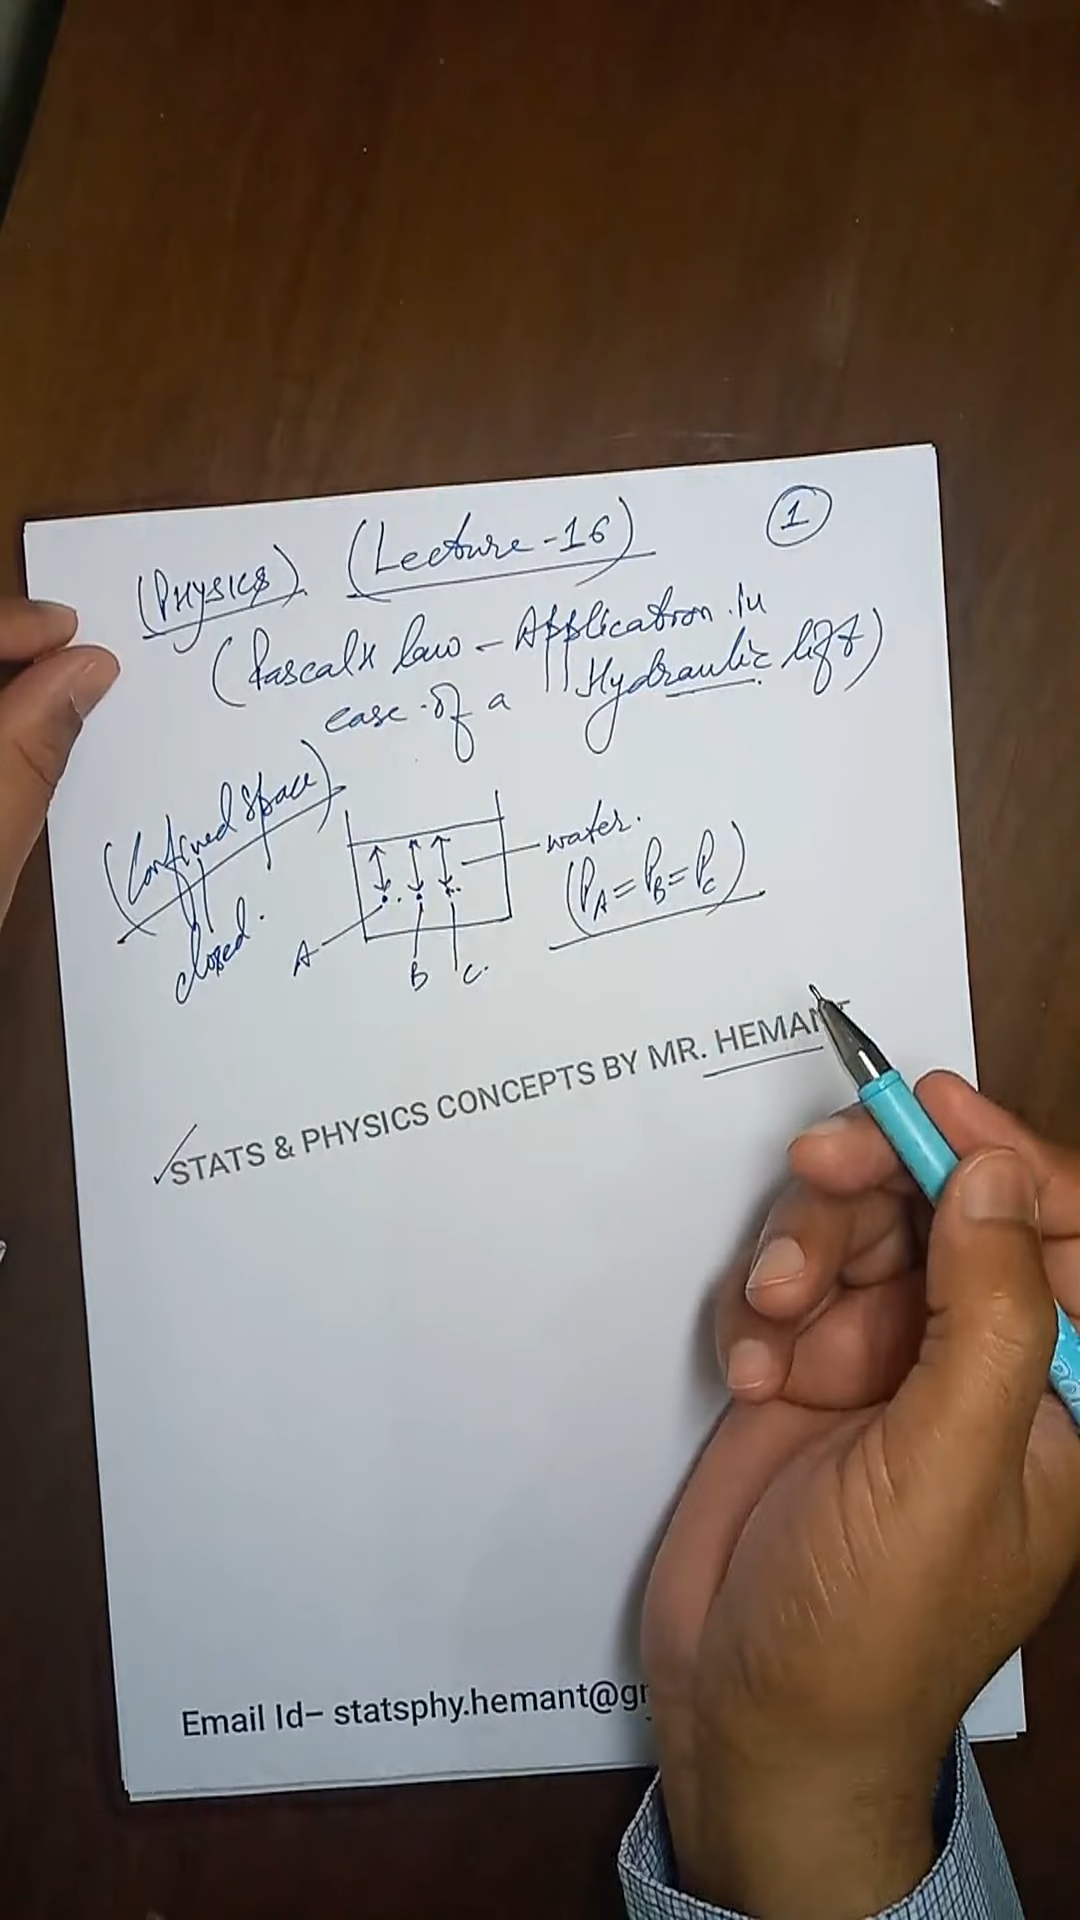 (PHYSICS). (Lecture-16) 1
(Pascal's law - Application in
case of a Hydraulic lift)
(Confined space)
closed.
water.
(PA = PB = PC)
A
B C.
STATS & PHYSICS CONCEPTS BY MR. HEMANT
Email Id– statsphy.hemant@g